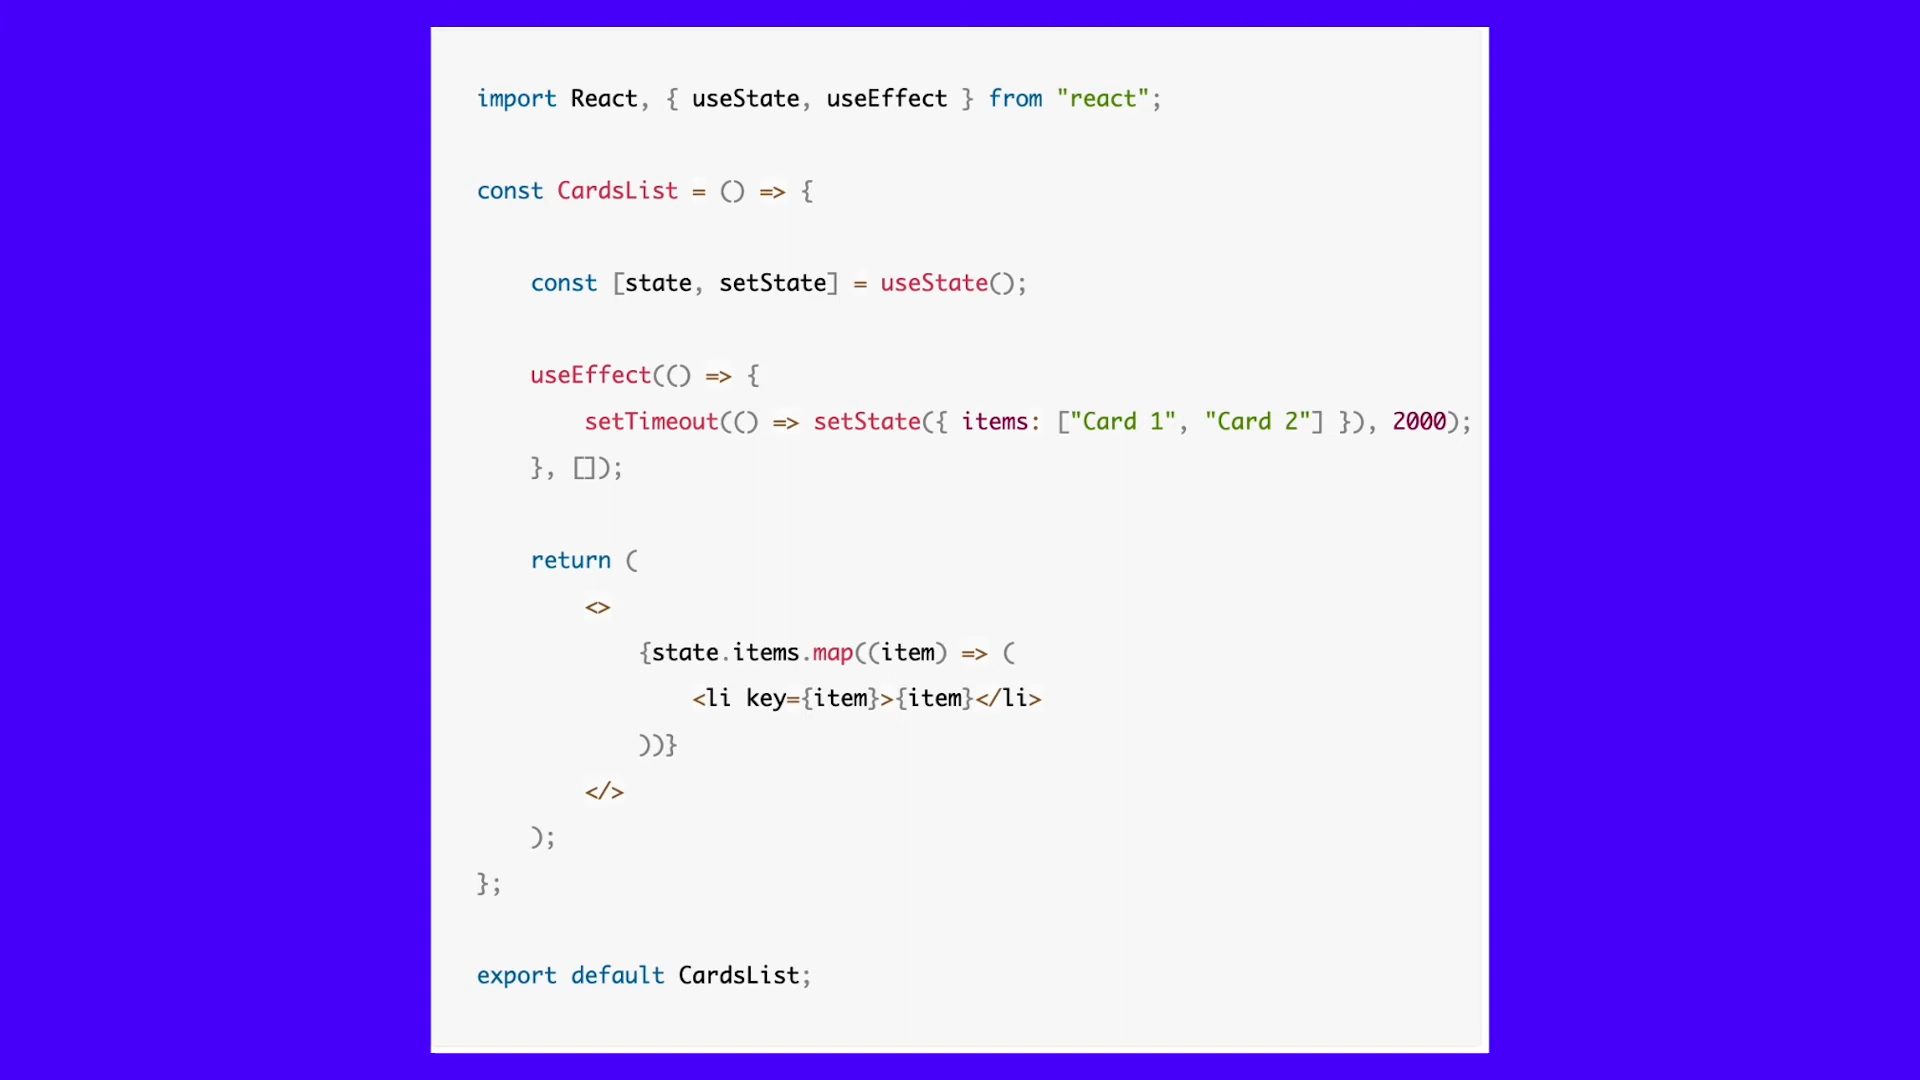 import React, { useState, useEffect } from "react";
const CardsList = () => {
const [state, setState] = useState();
useEffect(() => {
setTimeout(() => setState({ items: ["Card 1", "Card 2"] }), 2000);
}, []);
return (
<>
{state.items.map((item) => (
<li key={item}>{item}</li>
))}
</>
);
};
export default CardsList;